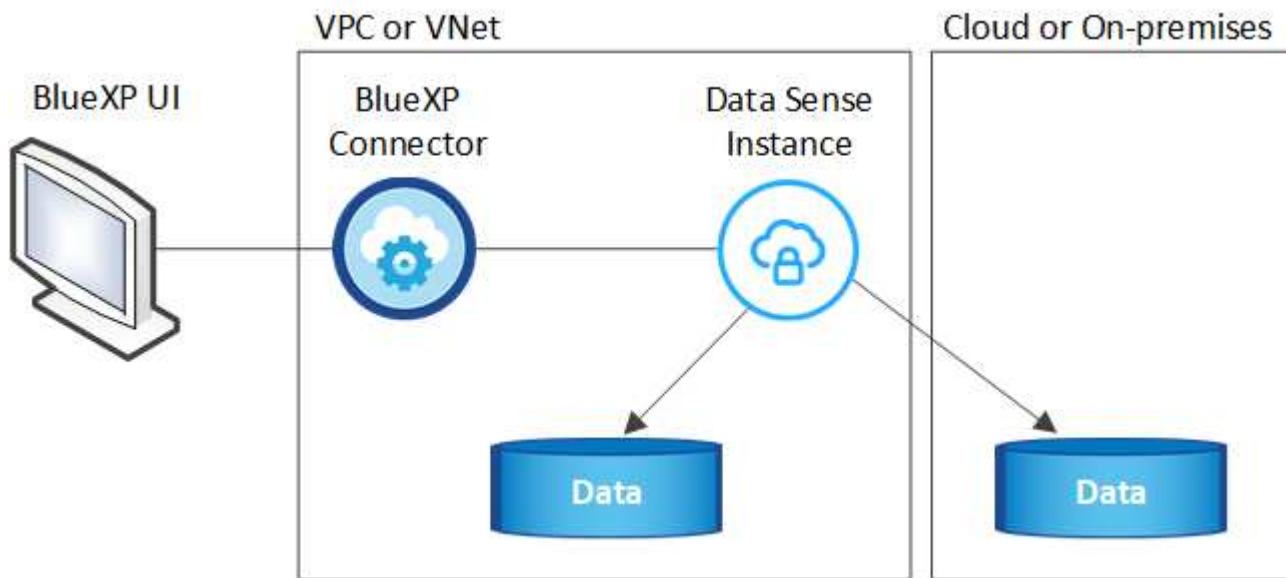 VPC or VNet
Cloud or On-premises
BlueXP UI
BlueXP
Connector
Data Sense
Instance
Data
Data